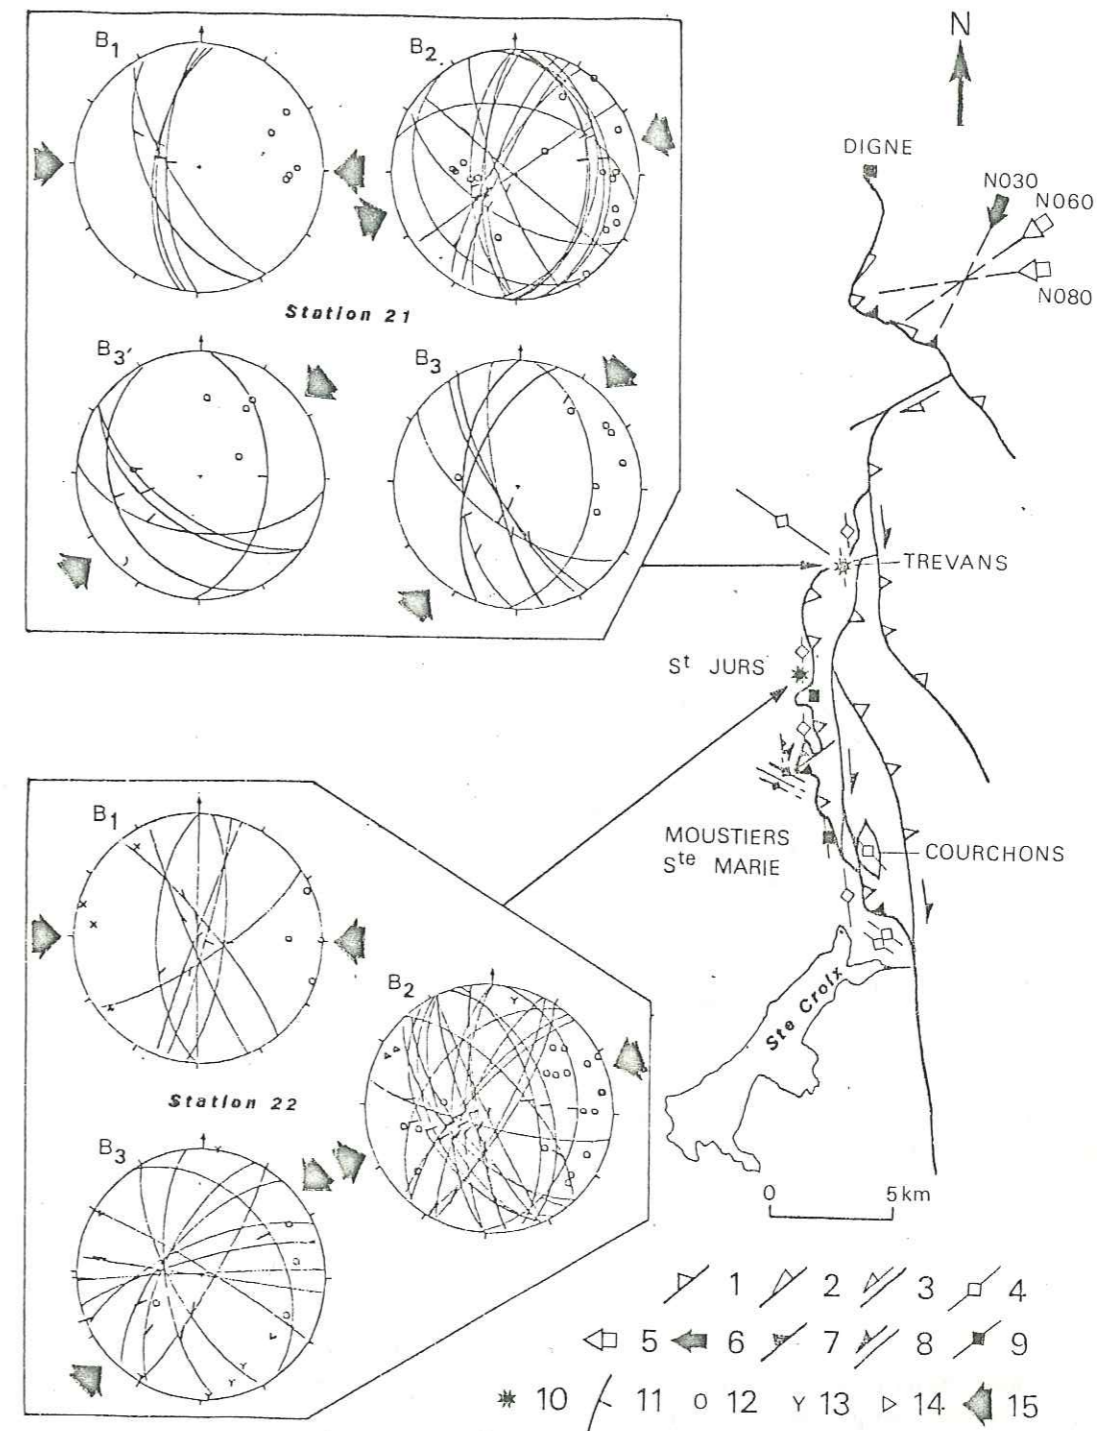 B1
B2
N
DIGNE
N030
N060
N080
Station 21
B3'
B3
TREVANS
St JURS
B1
MOUSTIERS
Ste MARIE
COURCHONS
B2
Ste Croix
Station 22
B3
0 5 km
1 2 3 4
5 6 7 8 9
10 11 12 13 14 15